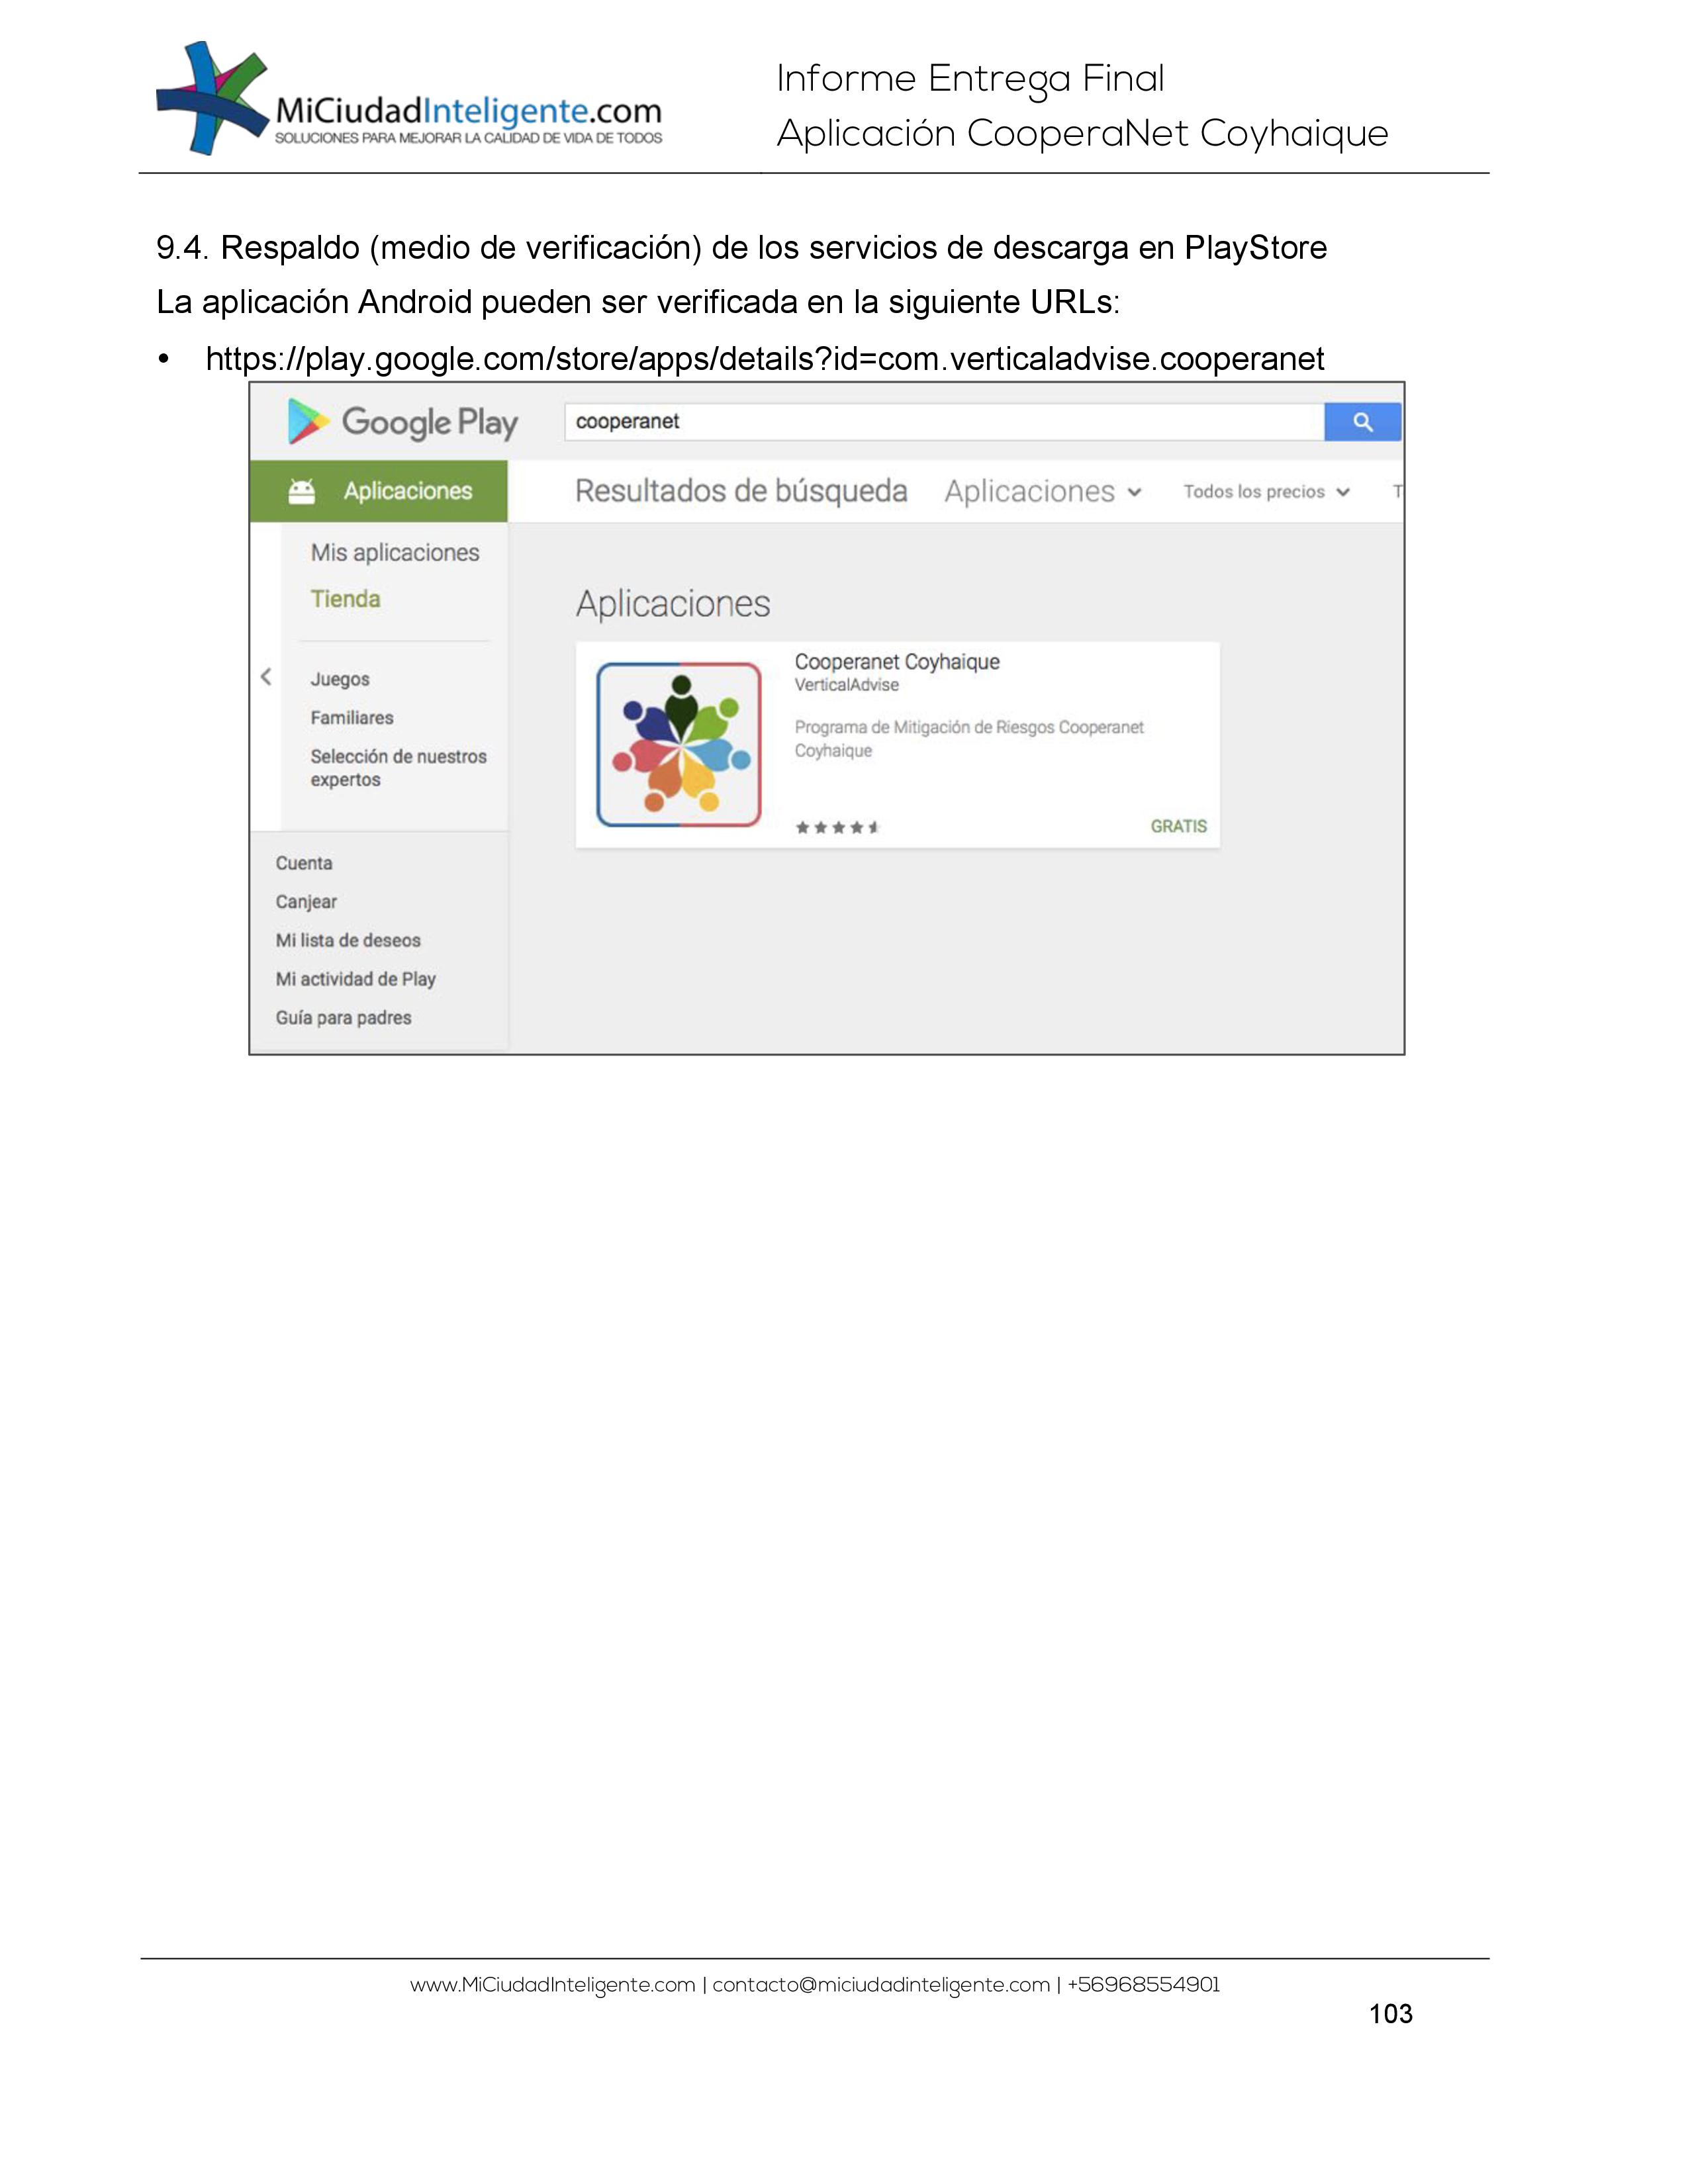 MiCiudadInteligente.com
SOLUCIONES PARA MEJORAR LA CALIDAD DE VIDA DE TODOS
Informe Entrega Final
Aplicación CooperaNet Coyhaique
9.4. Respaldo (medio de verificación) de los servicios de descarga en PlayStore
La aplicación Android pueden ser verificada en la siguiente URLs:
• https://play.google.com/store/apps/details?id=com.verticaladvise.cooperanet
Google Play
cooperanet
Aplicaciones
Resultados de búsqueda Aplicaciones Todos los precios T
Mis aplicaciones
Tienda
Juegos
Familiares
Selección de nuestros
expertos
Cuenta
Canjear
Mi lista de deseos
Mi actividad de Play
Guía para padres
Aplicaciones
Cooperanet Coyhaique
VerticalAdvise
Programa de Mitigación de Riesgos Cooperanet
Coyhaique
GRATIS
www.MiCiudadInteligente.com | contacto@miciudadinteligente.com | +56968554901
103